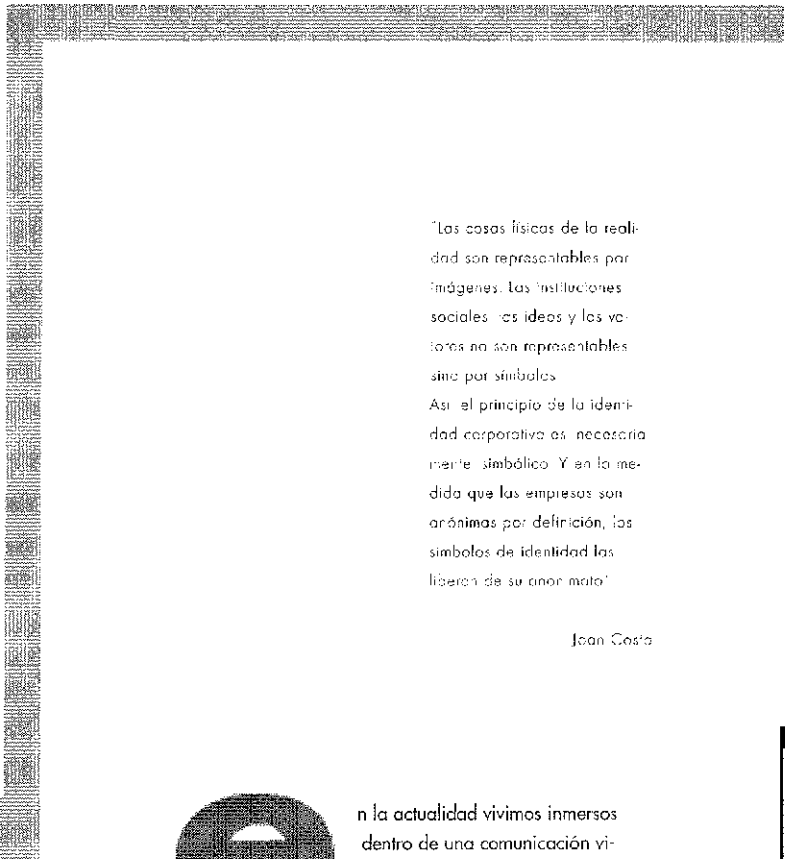 "Las cosas físicas de la reali-
dad son representables por
imágenes. Las instituciones
sociales las ideas y los va-
lores no son representables
sino por símbolos
Así el principio de la identi-
dad corporativa es necesaria
mente simbólico Y en la me-
dida que las empresas son
anónimas por definición, los
símbolos de identidad las
liberan de su anonimato"
Joan Costa
en la actualidad vivimos inmersos
dentro de una comunicación vi-